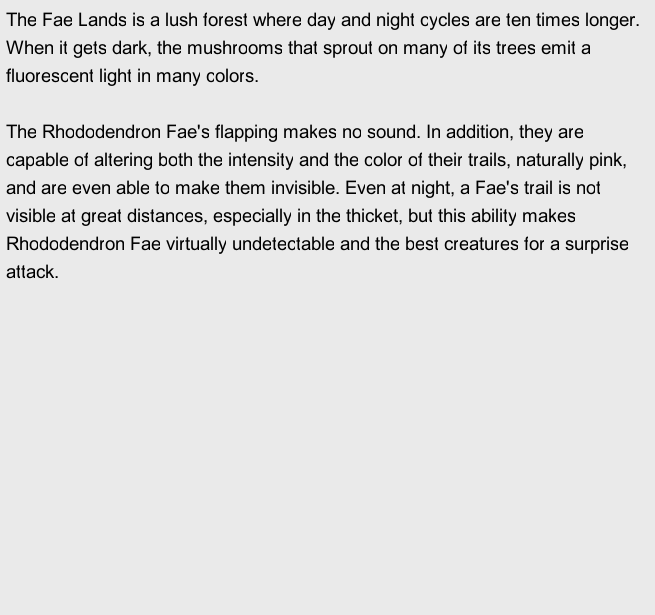 The Fae Lands is a lush forest where day and night cycles are ten times longer.
When it gets dark, the mushrooms that sprout on many of its trees emit a
fluorescent light in many colors.
The Rhododendron Fae's flapping makes no sound. In addition, they are
capable of altering both the intensity and the color of their trails, naturally pink,
and are even able to make them invisible. Even at night, a Fae's trail is not
visible at great distances, especially in the thicket, but this ability makes
Rhododendron Fae virtually undetectable and the best creatures for a surprise
attack.